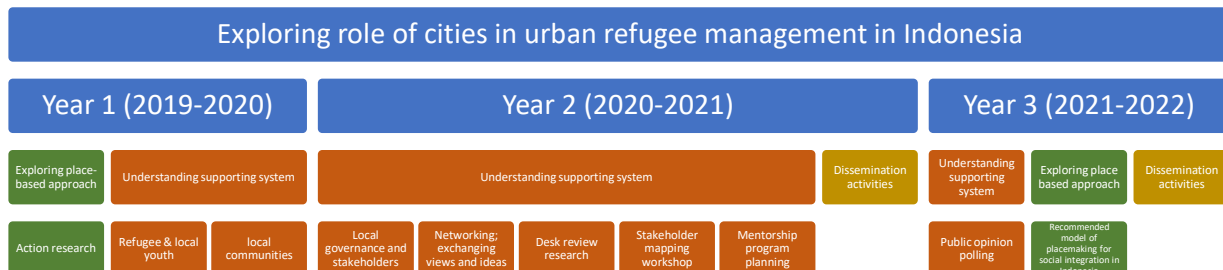 Exploring role of cities in urban refugee management in Indonesia
Year 1 (2019-2020)
Year 2 (2020-2021)
Year 3 (2021-2022)
Exploring place-
based approach
Understanding supporting system
Understanding supporting system
Dissemination
activities
Understanding
supporting
system
Exploring place
based approach
Dissemination
activities
Action research
Refugee & local
youth
local
communities
Local
governance and
stakeholders
Networking;
exchanging
views and ideas
Desk review
research
Stakeholder
mapping
workshop
Mentorship
program
planning
Public opinion
polling
Recommended
model of
placemaking for
social integration in
Indonesia